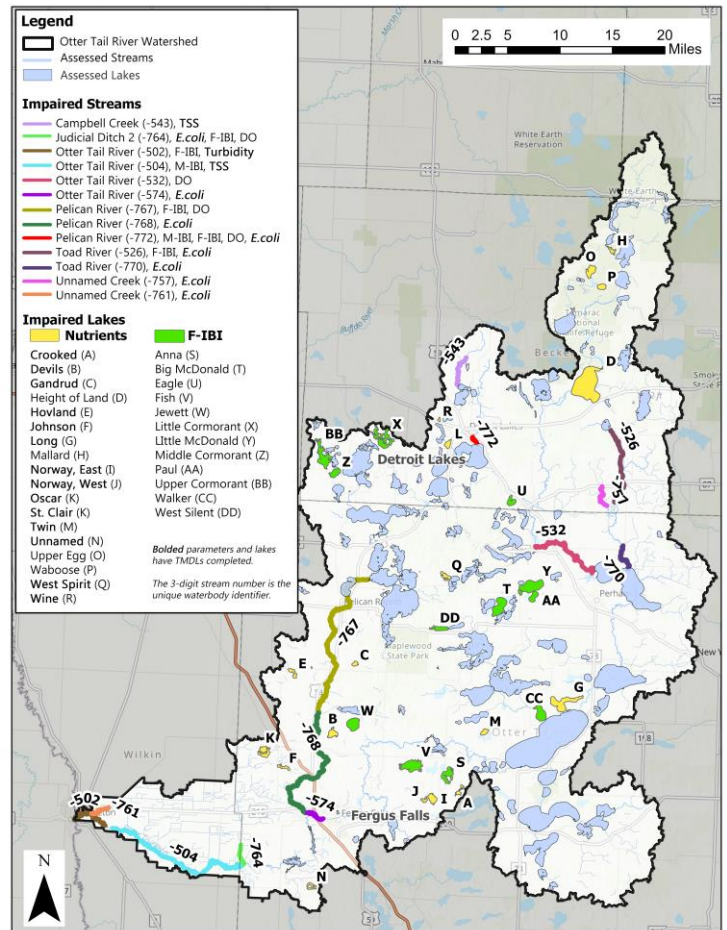 Legend
Otter Tail River Watershed
Assessed Streams
Assessed Lakes
Impaired Streams
Campbell Creek (-543), TSS
Judicial Ditch 2 (-764), E.coli, F-IBI, DO
Otter Tail River (-502), F-IBI, Turbidity
Otter Tail River (-504), M-IBI, TSS
Otter Tail River (-532), DO
Otter Tail River (-574), E.coli
Pelican River (-767), F-IBI, DO
Pelican River (-768), E.coli
Pelican River (-772), M-IBI, F-IBI, DO, E.coli
Toad River (-526), F-IBI, E.coli
Toad River (-770), E.coli
Unnamed Creek (-757), E.coli
Unnamed Creek (-761), E.coli
Impaired Lakes
Nutrients
Crooked (A)
Devils (B)
Gandrud (C)
Height of Land (D)
Hovland (E)
Johnson (F)
Long (G)
Mallard (H)
Norway, East (I)
Norway, West (J)
Oscar (K)
St. Clair (K)
Twin (M)
Unnamed (N)
Upper Egg (O)
Waboose (P)
West Spirit (Q)
Wine (R)
F-IBI
Anna (S)
Big McDonald (T)
Eagle (U)
Fish (V)
Jewett (W)
Little Cormorant (X)
LIttle McDonald (Y)
Middle Cormorant (Z)
Paul (AA)
Upper Cormorant (BB)
Walker (CC)
West Silent (DD)
Bolded parameters and lakes
have TMDLs completed.
The 3-digit stream number is the
unique waterbody identifier.
0 2.5 5 10 15 20
Miles
White Earth
Reservation
H
O
P
D
-543
R
L
-772
X
BB
Z
Detroit Lakes
-526
-757
U
-532
-770
Q
Y
T
AA
DD
Maplewood
State Park
-767
E
C
G
CC
B
W
M
-768
K
F
V
S
J
I
A
Wilkin
-502
-761
-574
Fergus Falls
-504
-764
N
N